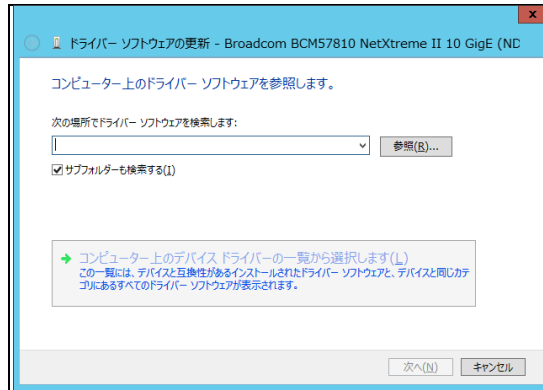 ドライバー ソフトウェアの更新 - Broadcom BCM57810 NetXtreme II 10 GigE (ND
コンピューター上のドライバー ソフトウェアを参照します。
次の場所でドライバー ソフトウェアを検索します:
参照(R)...
サブフォルダーも検索する(I)
コンピューター上のデバイス ドライバーの一覧から選択します(L)
この一覧には、デバイスと互換性があるインストールされたドライバー ソフトウェアと、デバイスと同じカテ
ゴリにあるすべてのドライバー ソフトウェアが表示されます。
次へ(N)
キャンセル